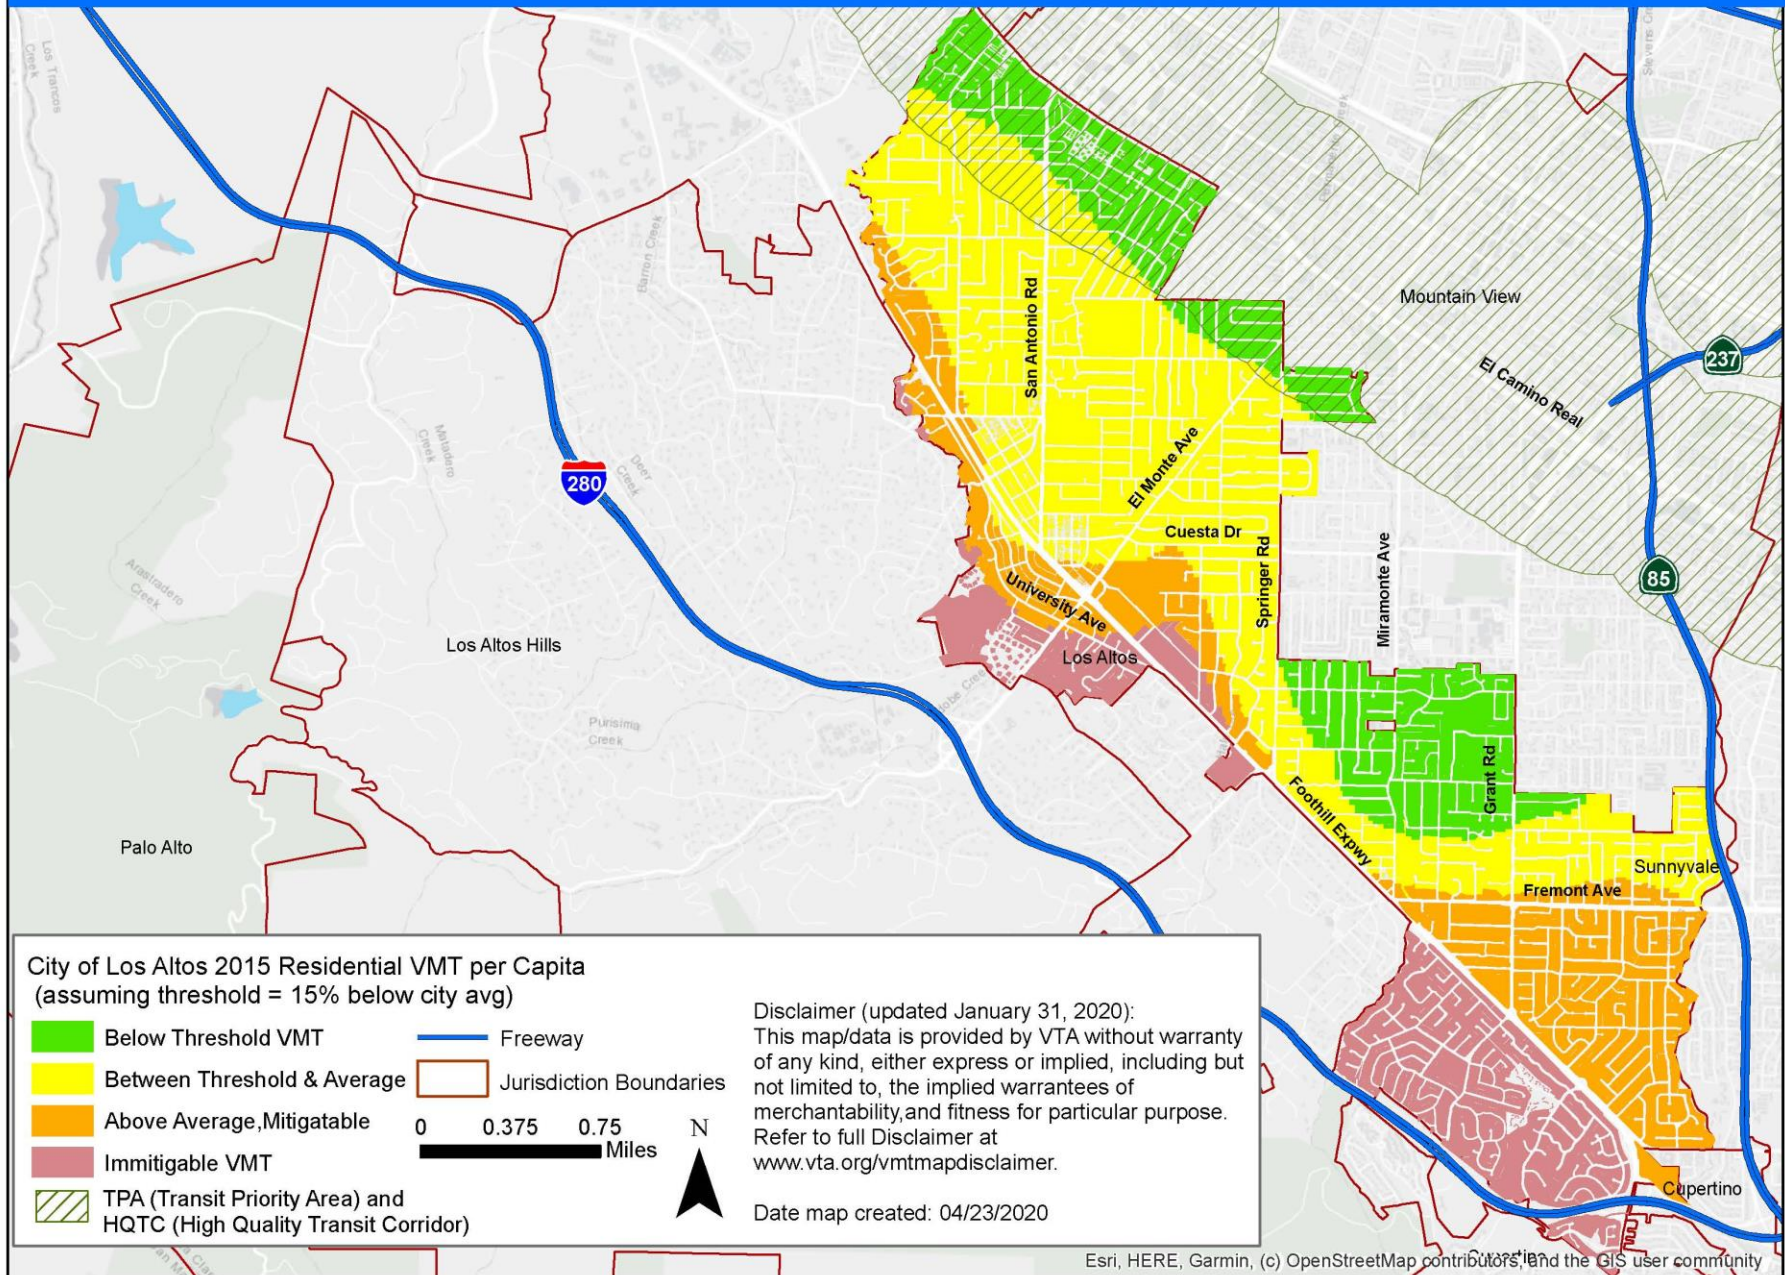 Los Trancos
Creek
Stevens Cr
Permanente Creek
Barron Creek
San Antonio Rd
Mountain View
237
El Camino Real
Matadero
Creek
Deer
Creek
280
El Monte Ave
Cuesta Dr
Springer Rd
Miramonte Ave
85
Arastradero
Creek
University Ave
Los Altos Hills
Los Altos
Adobe Creek
Purisima
Creek
Grant Rd
Foothill Expwy
Palo Alto
Sunnyvale
Fremont Ave
City of Los Altos 2015 Residential VMT per Capita
(assuming threshold = 15% below city avg)
Below Threshold VMT
Between Threshold & Average
Above Average,Mitigatable
Immitigable VMT
TPA (Transit Priority Area) and
HQTC (High Quality Transit Corridor)
Freeway
Jurisdiction Boundaries
0 0.375 0.75
Miles
N
Disclaimer (updated January 31, 2020):
This map/data is provided by VTA without warranty
of any kind, either express or implied, including but
not limited to, the implied warrantees of
merchantability,and fitness for particular purpose.
Refer to full Disclaimer at
www.vta.org/vmtmapdisclaimer.
Date map created: 04/23/2020
Cupertino
Cupertino
Esri, HERE, Garmin, (c) OpenStreetMap contributors, and the GIS user community